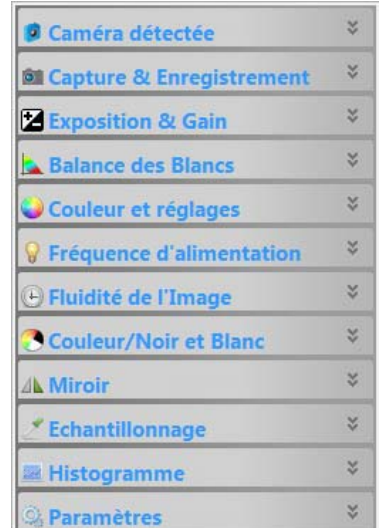 Caméra détectée
Capture & Enregistrement
Exposition & Gain
Balance des Blancs
Couleur et réglages
Fréquence d'alimentation
Fluidité de l'Image
Couleur/Noir et Blanc
Miroir
Echantillonnage
Histogramme
Paramètres